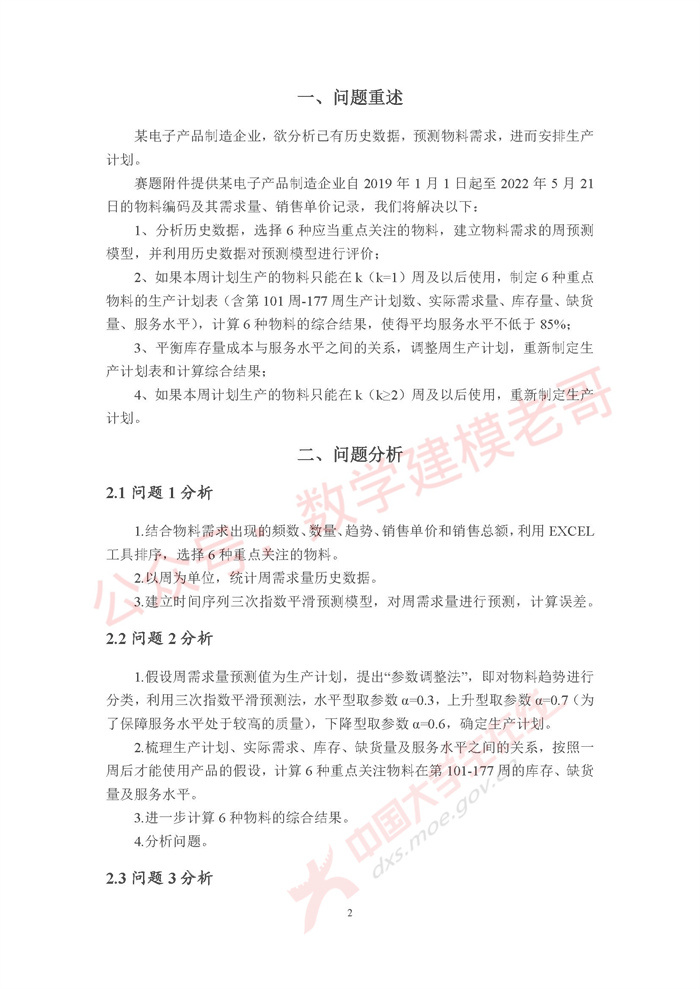 一、问题重述
某电子产品制造企业，欲分析已有历史数据，预测物料需求，进而安排生产
计划。
赛题附件提供某电子产品制造企业自 2019 年 1 月 1 日起至 2022 年 5 月 21
日的物料编码及其需求量、销售单价记录，我们将解决以下：
1、分析历史数据，选择 6 种应当重点关注的物料，建立物料需求的周预测
模型，并利用历史数据对预测模型进行评价；
2、如果本周计划生产的物料只能在 k（k=1）周及以后使用，制定 6 种重点
物料的生产计划表（含第 101 周-177 周生产计划数、实际需求量、库存量、缺货
量、服务水平），计算 6 种物料的综合结果，使得平均服务水平不低于 85%；
3、平衡库存量成本与服务水平之间的关系，调整周生产计划，重新制定生
产计划表和计算综合结果；
4、如果本周计划生产的物料只能在 k（k≥2）周及以后使用，重新制定生产
计划。
二、问题分析
2.1 问题 1 分析
1.结合物料需求出现的频数、数量、趋势、销售单价和销售总额，利用 EXCEL
工具排序，选择 6 种重点关注的物料。
2.以周为单位，统计周需求量历史数据。
3.建立时间序列三次指数平滑预测模型，对周需求量进行预测，计算误差。
2.2 问题 2 分析
1.假设周需求量预测值为生产计划，提出“参数调整法”，即对物料趋势进行
分类，利用三次指数平滑预测法，水平型取参数 α=0.3，上升型取参数 α=0.7（为
了保障服务水平处于较高的质量），下降型取参数 α=0.6，确定生产计划。
2.梳理生产计划、实际需求、库存、缺货量及服务水平之间的关系，按照一
周后才能使用产品的假设，计算 6 种重点关注物料在第 101-177 周的库存、缺货
量及服务水平。
3.进一步计算 6 种物料的综合结果。
4.分析问题。
2.3 问题 3 分析
2
公众号：数学建模老哥
中国大学生在线
dxs.moe.gov.cn